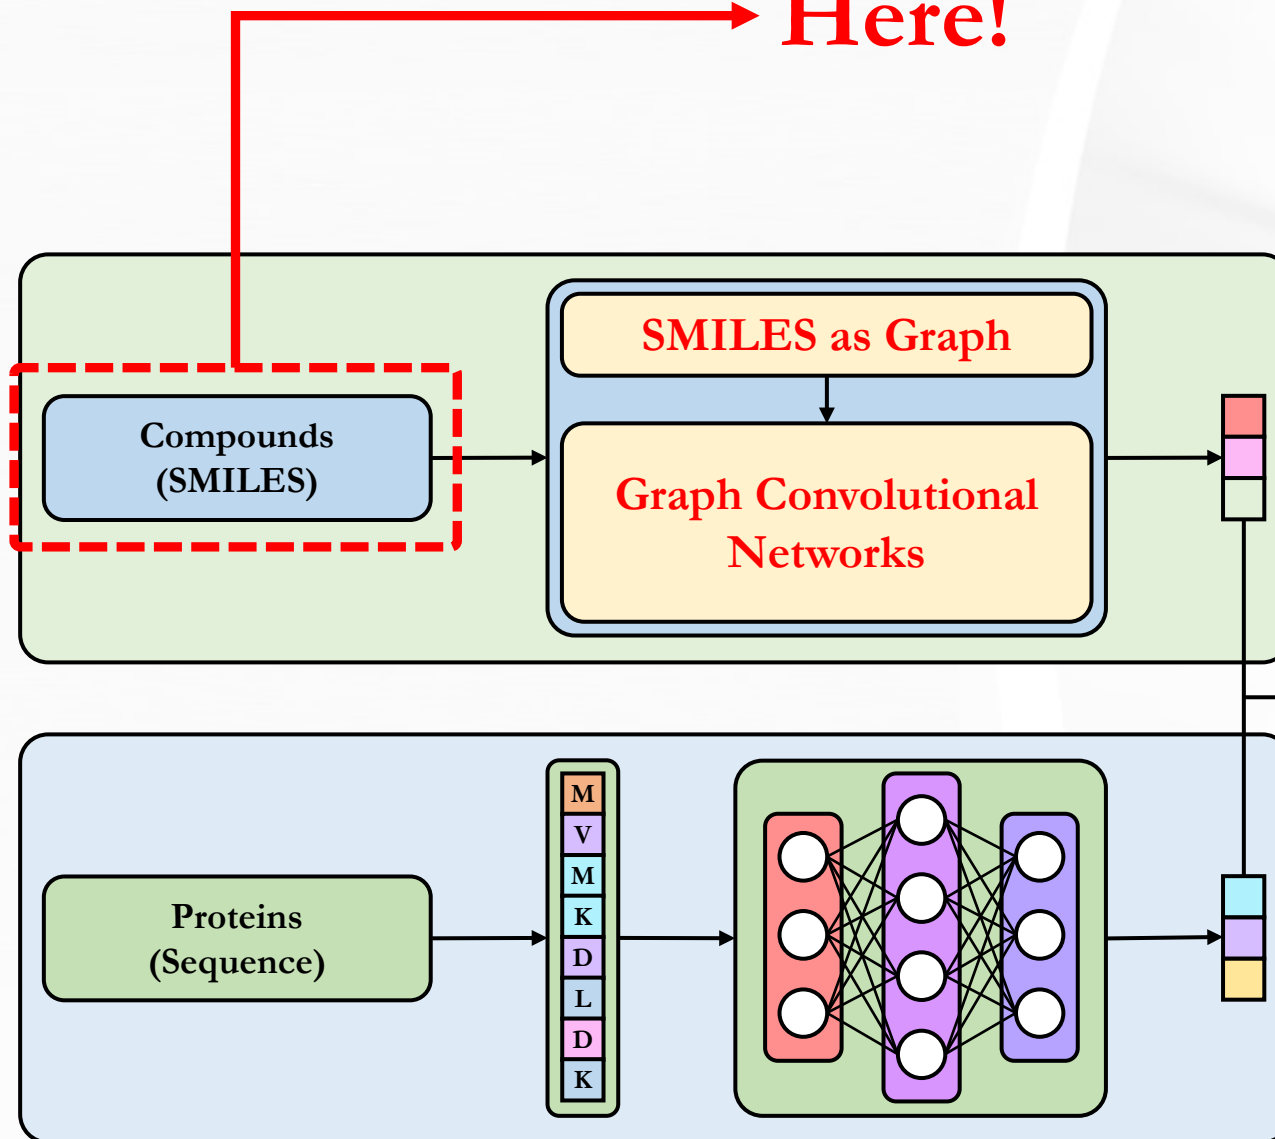 Here!
SMILES as Graph
Compounds
(SMILES)
Graph Convolutional
Networks
M
V
M
K
D
L
D
K
Proteins
(Sequence)